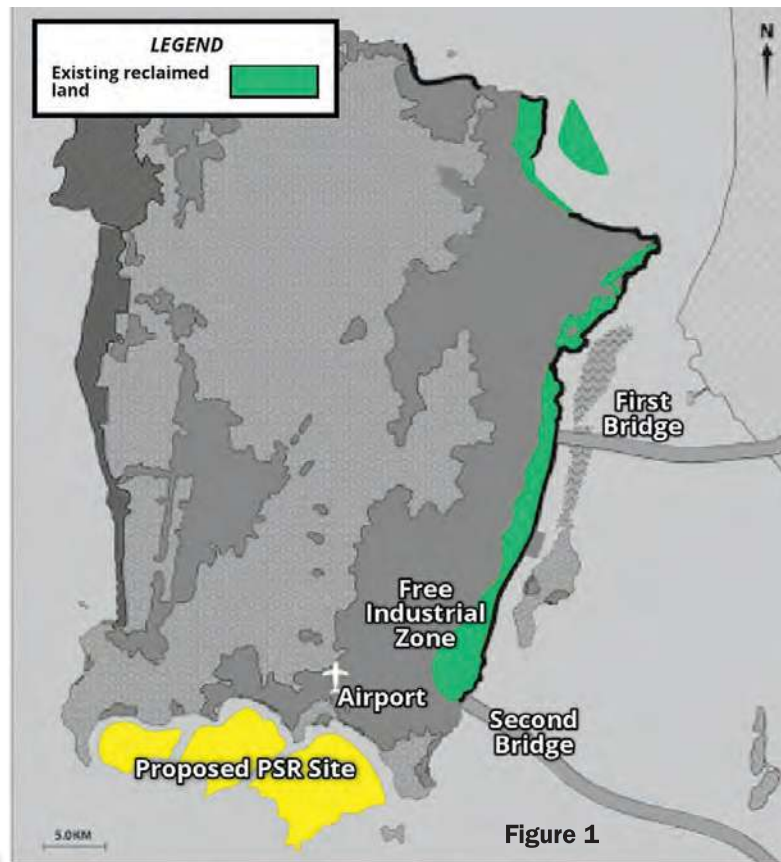 LEGEND
Existing reclaimed
land
N
First
Bridge
Free
Industrial
Zone
Airport
Second
Bridge
Proposed PSR Site
5.0KM
Figure 1